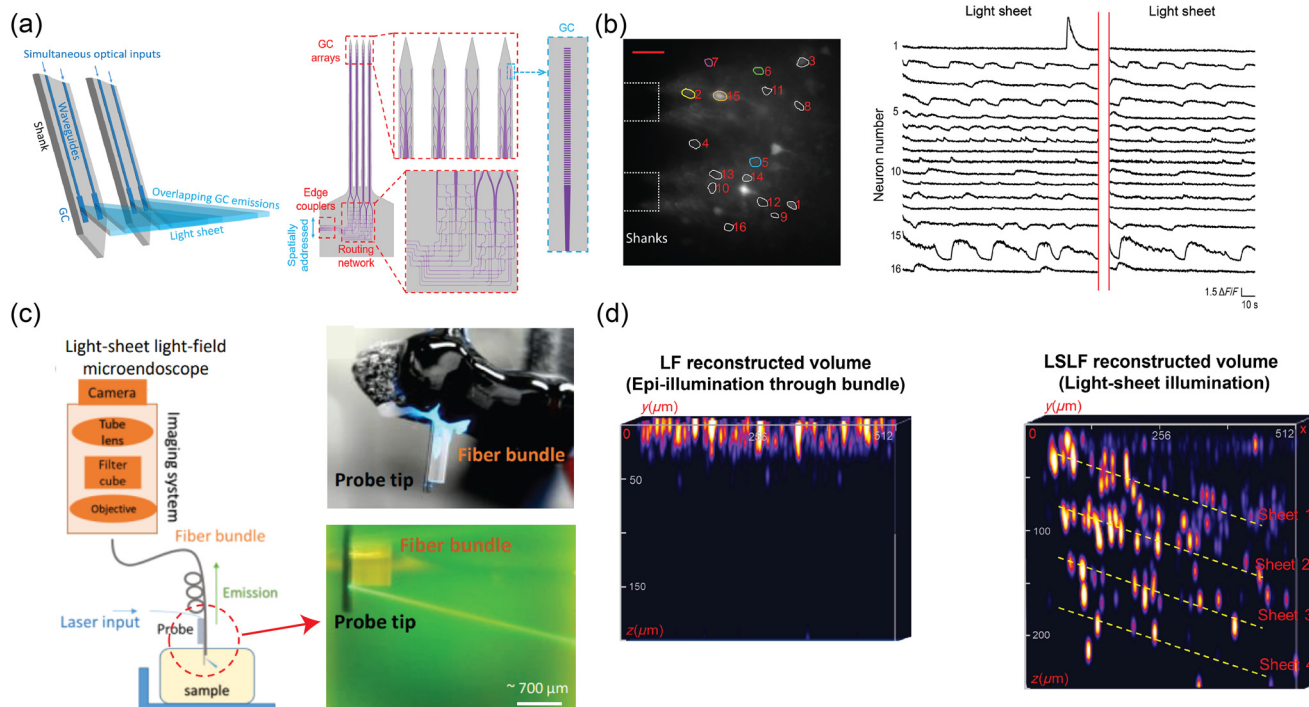 (a)
Simultaneous optical inputs
Waveguides
Shank
GC
Overlapping GC emissions
Light sheet
GC
arrays
Edge
couplers
Spatially
addressed
Routing
network
GC
(b)
7
6
3
2
15
11
8
4
5
13
14
10
12
1
9
16
Shanks
Light sheet
Light sheet
Neuron number
1
5
10
15
16
1.5 ΔF/F
10 s
(c)
Light-sheet light-field
microendoscope
Camera
Tube
lens
Filter
cube
Objective
Imaging system
Fiber bundle
Emission
Laser input
Probe
sample
Fiber bundle
Probe tip
Fiber bundle
Probe tip
~ 700 µm
(d)
LF reconstructed volume
(Epi-illumination through bundle)
y(µm)
0
256
512
50
150
z(µm)
LSLF reconstructed volume
(Light-sheet illumination)
y(µm)
0
256
512
x
Sheet 1
100
Sheet 2
Sheet 3
200
Sheet 4
z(µm)